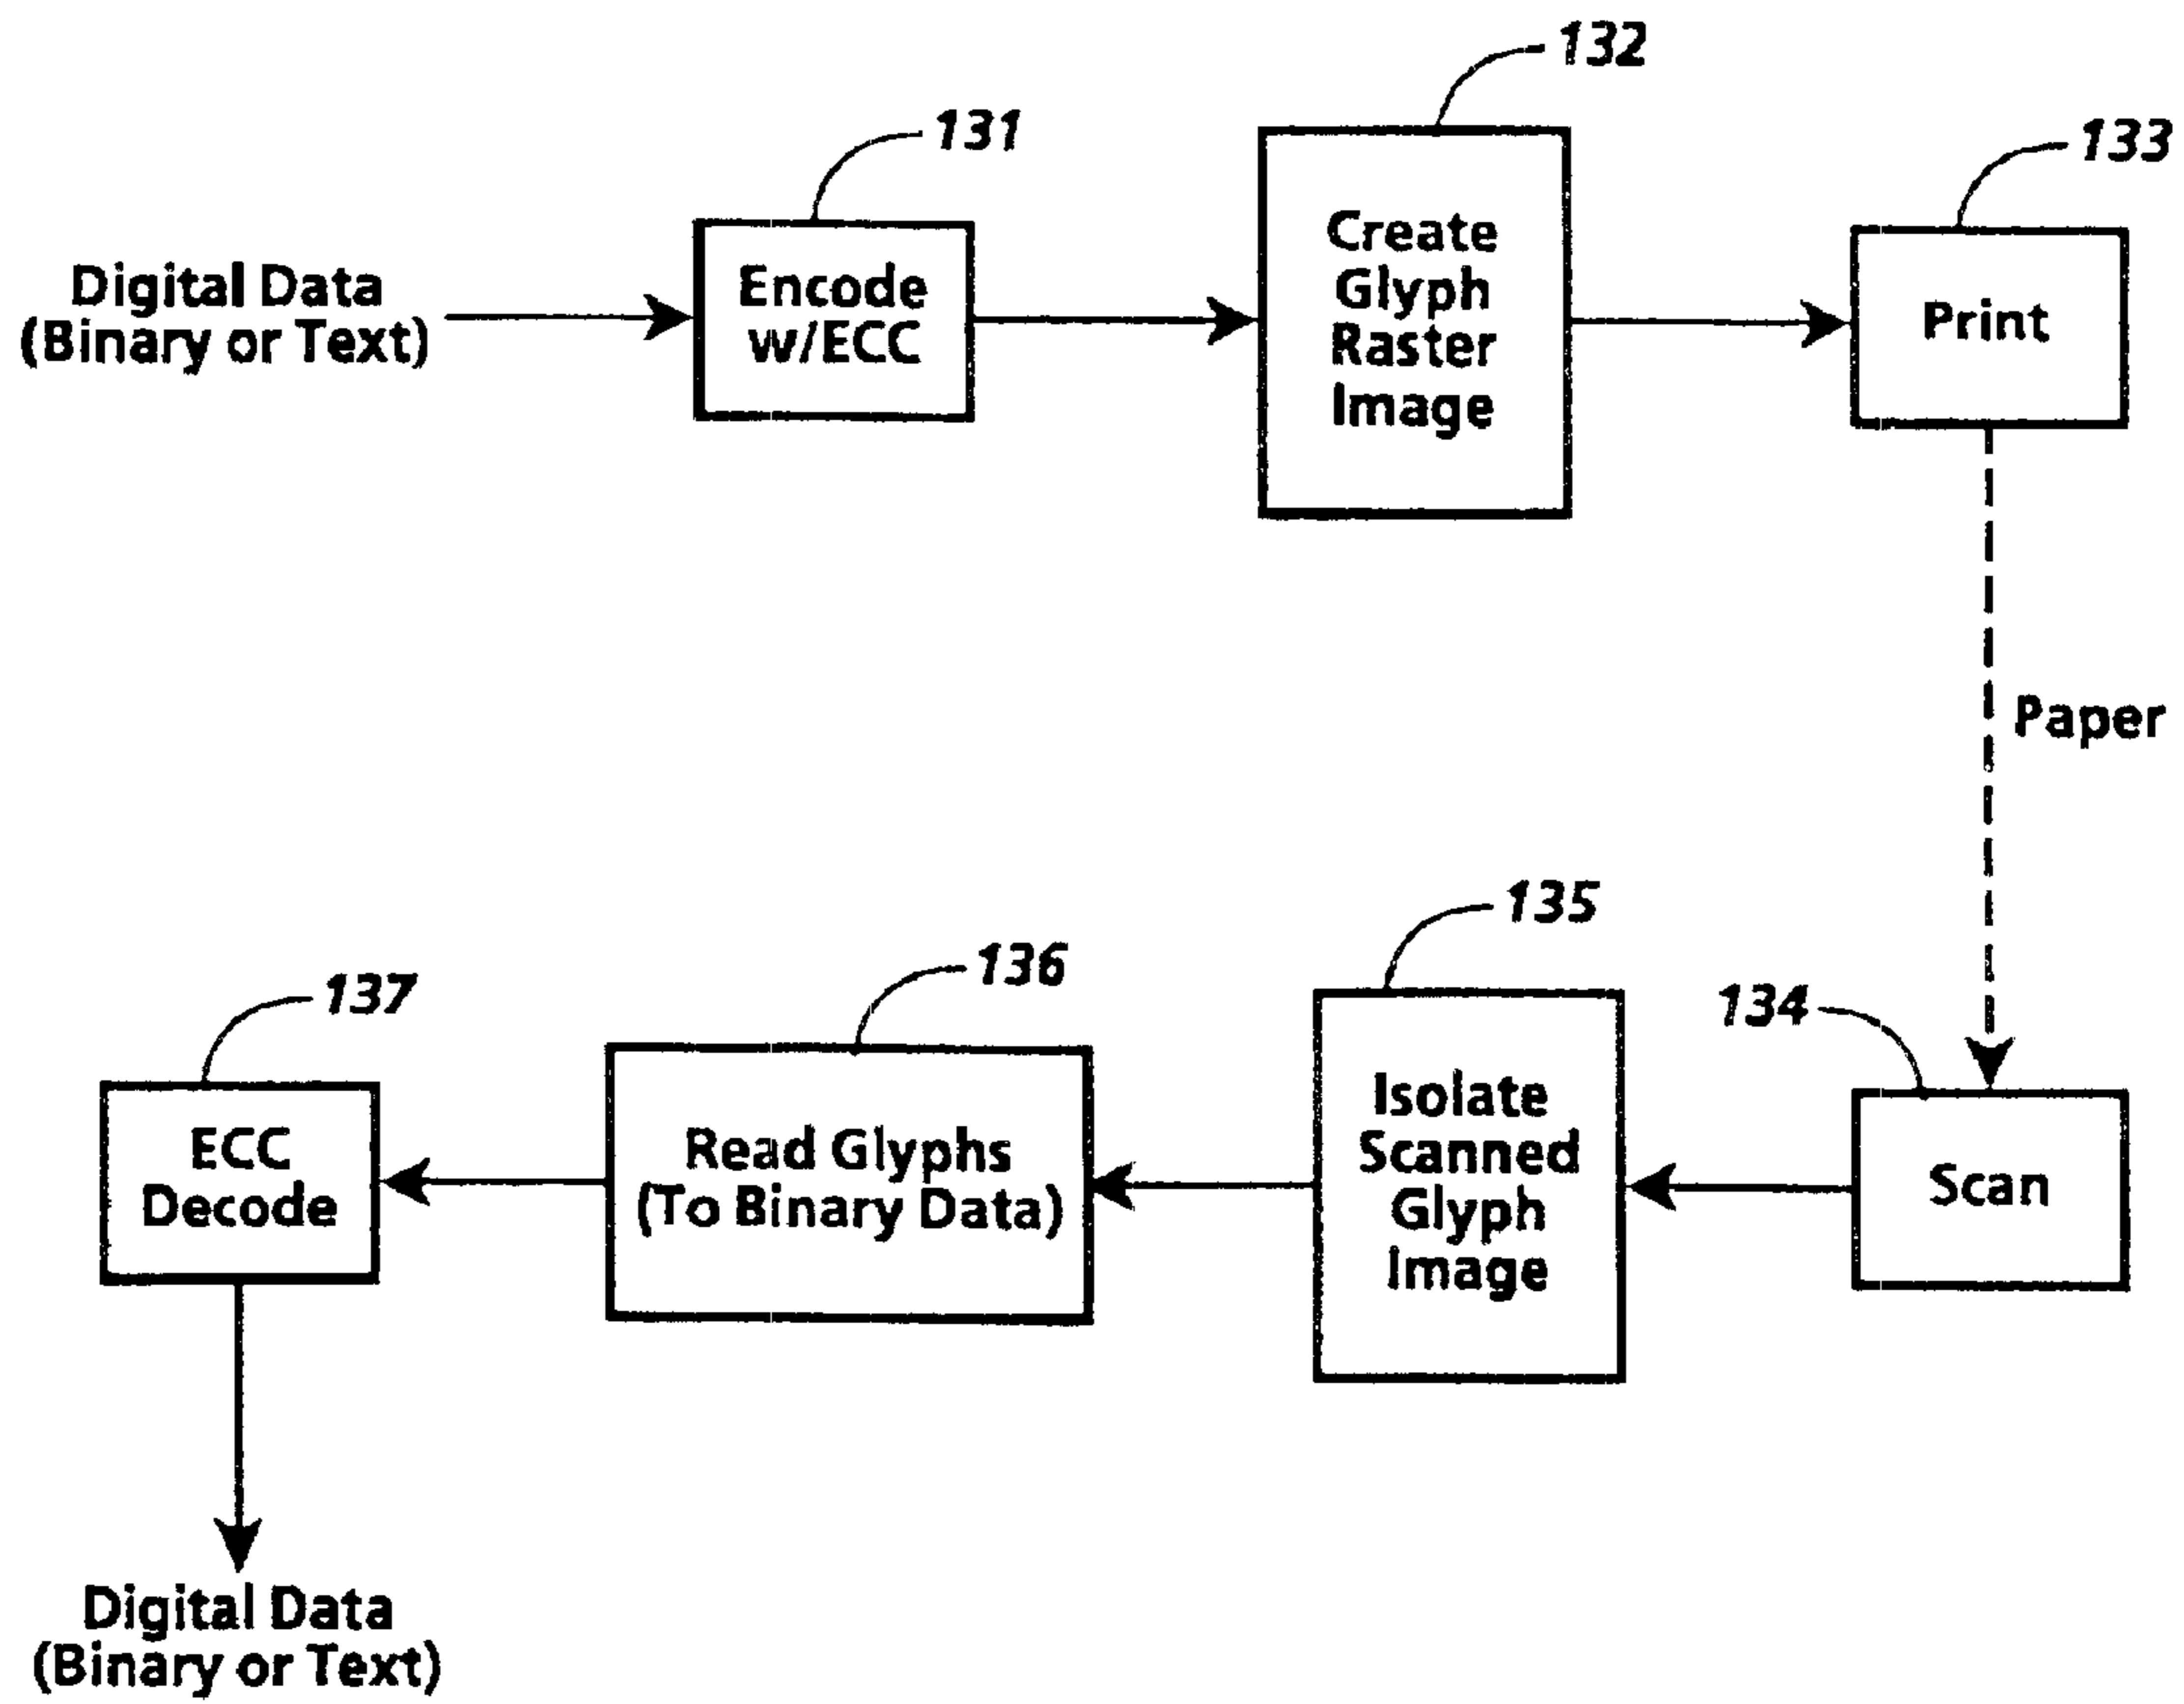 132
131
133
Digital Data
(Binary or Text)
Encode
w/ECC
Create
Glyph
Raster
Image
Print
Paper
135
136
137
134
ECC
Decode
Read Glyphs
(To Binary Data)
Isolate
Scanned
Glyph
Image
Scan
Digital Data
(Binary or Text)